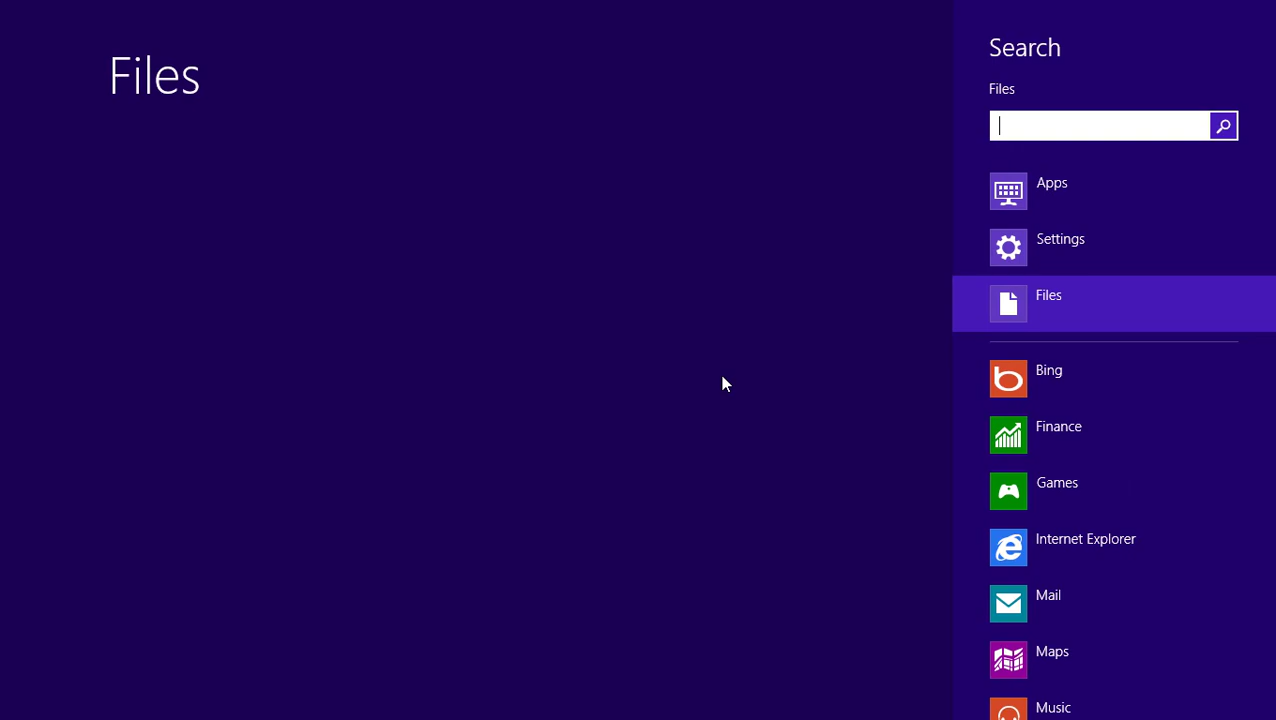 Files
Search
Files
Apps
Settings
Files
Bing
Finance
Games
Internet Explorer
Mail
Maps
Music